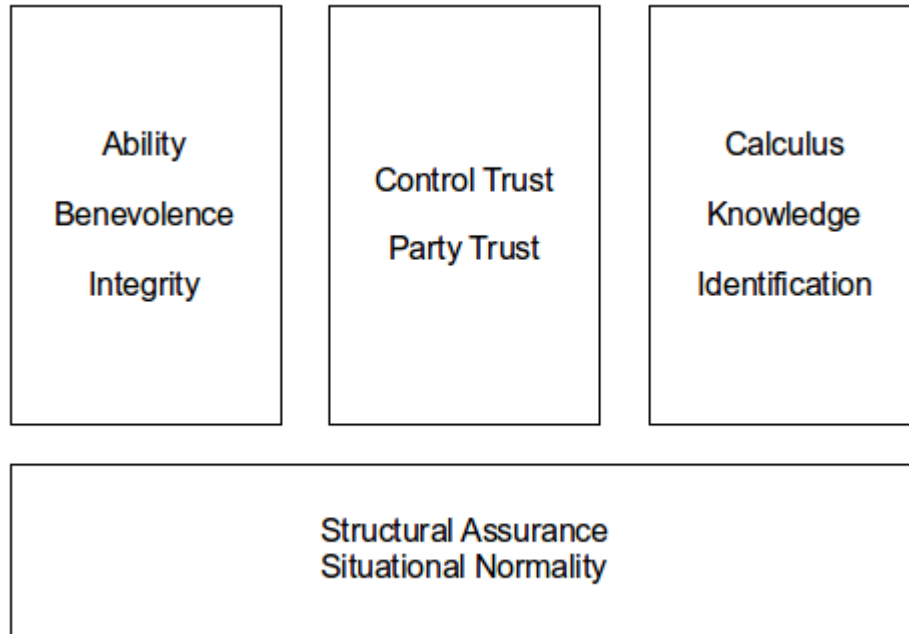 Ability
Benevolence
Integrity
Control Trust
Party Trust
Calculus
Knowledge
Identification
Structural Assurance
Situational Normality